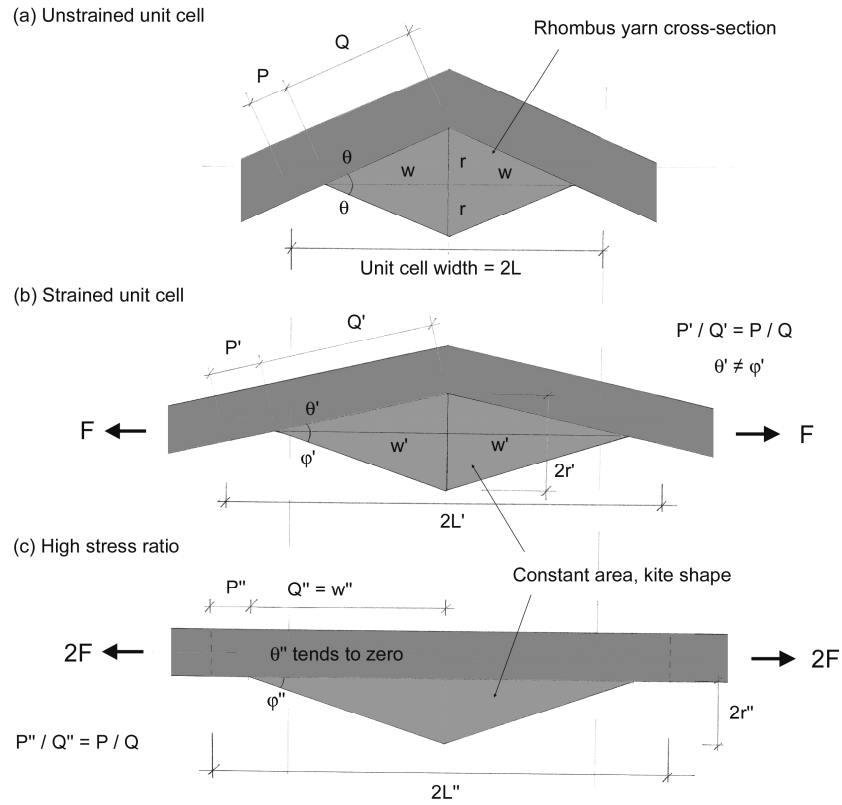 (a) Unstrained unit cell
Q
Rhombus yarn cross-section
P
θ
w
r
w
θ
r
Unit cell width = 2L
(b) Strained unit cell
Q'
P' / Q' = P / Q
P'
θ' ≠ φ'
θ'
F
F
w'
w'
φ'
2r'
2L'
(c) High stress ratio
Constant area, kite shape
P"
Q" = w"
2F
θ" tends to zero
2F
φ"
2r"
P" / Q" = P / Q
2L"